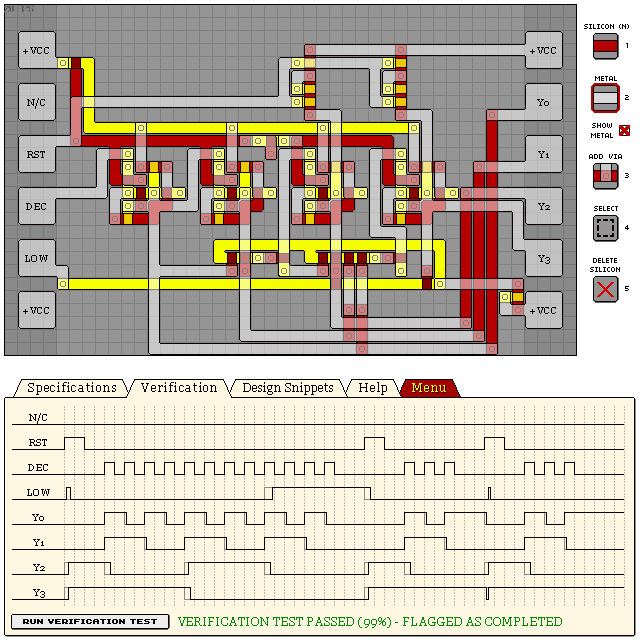 SILICON (N)
+VCC
+VCC
1
METAL
N/C
Y0
2
SHOW
METAL
RST
Y1
ADD VIA
3
DEC
Y2
SELECT
4
LOW
Y3
DELETE
SILICON
5
+VCC
+VCC
Specifications
Verification
Design Snippets
Help
Menu
N/C
RST
DEC
LOW
Y0
Y1
Y2
Y3
RUN VERIFICATION TEST
VERIFICATION TEST PASSED (99%) - FLAGGED AS COMPLETED